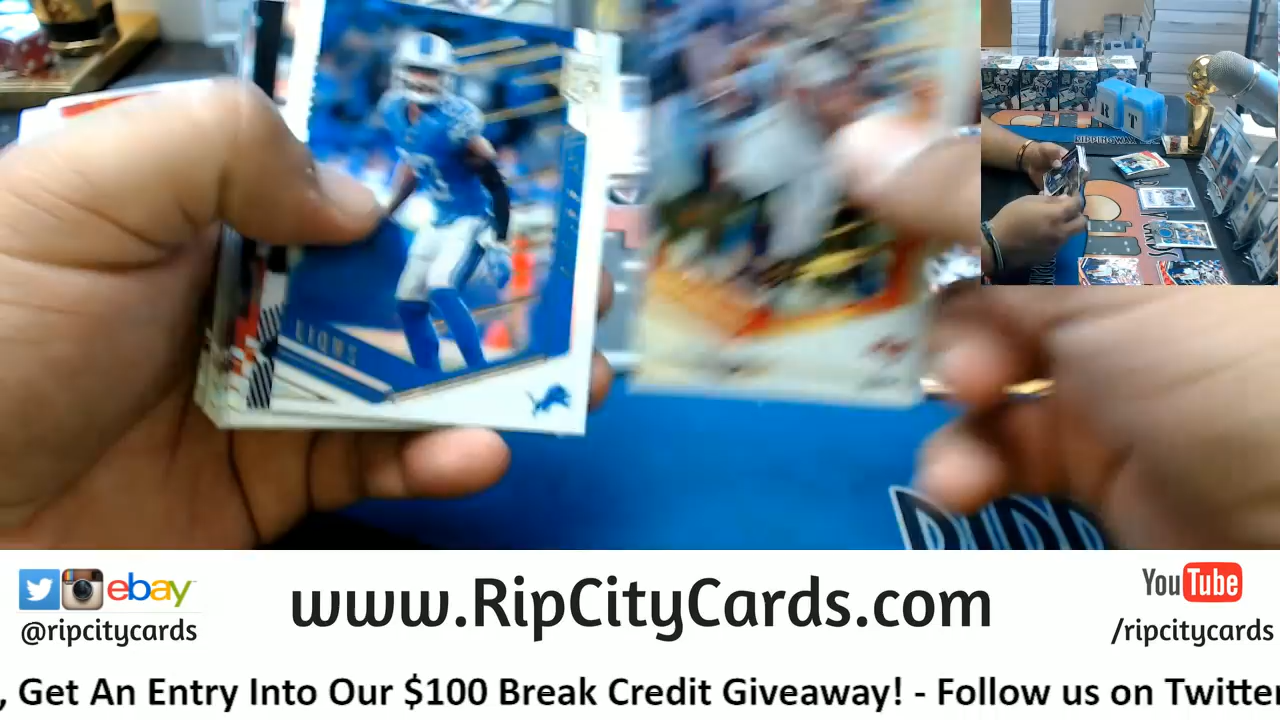 LIONS
RIPPINGWAX
K
T
ebay
@ripcitycards
www.RipCityCards.com
YouTube
/ripcitycards
, Get An Entry Into Our $100 Break Credit Giveaway! - Follow us on Twitter